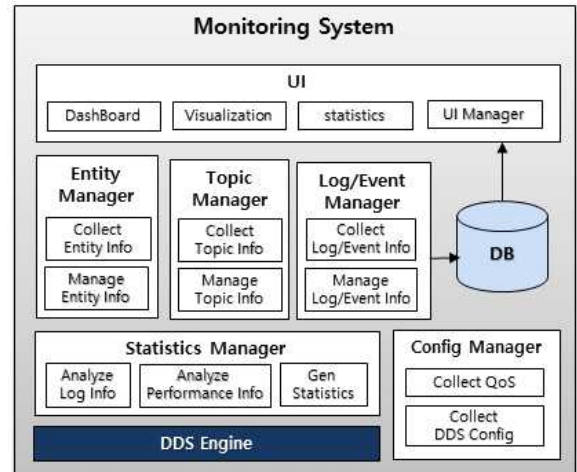 Monitoring System
UI
DashBoard
Visualization
statistics
UI Manager
Entity
Manager
Collect
Entity Info
Manage
Entity Info
Topic
Manager
Collect
Topic Info
Manage
Topic Info
Log/Event
Manager
Collect
Log/Event Info
Manage
Log/Event Info
DB
Statistics Manager
Analyze
Log Info
Analyze
Performance Info
Gen
Statistics
Config Manager
Collect QoS
Collect
DDS Config
DDS Engine